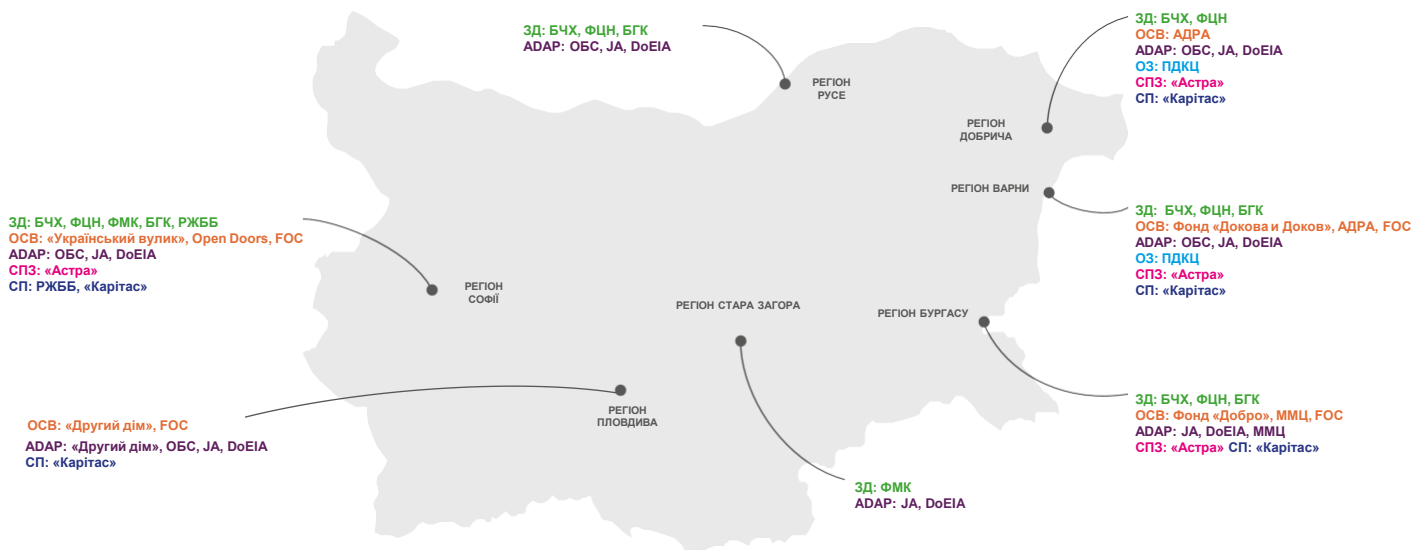 ЗД: БЧХ, ФЦН, БГК
ADAP: ОБС, JA, DoEIA
РЕГІОН
РУСЕ
ЗД: БЧХ, ФЦН
ОСВ: АДРА
ADAP: ОБС, JA, DoEIA
ОЗ: ПДКЦ
СПЗ: «Астра»
СП: «Карітас»
РЕГІОН
ДОБРИЧА
РЕГІОН ВАРНИ
ЗД: БЧХ, ФЦН, БГК
ОСВ: Фонд «Докова и Доков», АДРА, FOC
ADAP: ОБС, JA, DoEIA
ОЗ: ПДКЦ
СПЗ: «Астра»
СП: «Карітас»
ЗД: БЧХ, ФЦН, ФМК, БГК, РЖББ
ОСВ: «Український вулик», Open Doors, FOC
ADAP: ОБС, JA, DoEIA
СПЗ: «Астра»
СП: РЖББ, «Карітас»
РЕГІОН
СОФІЇ
РЕГІОН СТАРА ЗАГОРА
РЕГІОН БУРГАСУ
ЗД: БЧХ, ФЦН, БГК
ОСВ: Фонд «Добро», ММЦ, FOC
ADAP: JA, DoEIA, ММЦ
СПЗ: «Астра» СП: «Карітас»
РЕГІОН
ПЛОВДИВА
ОСВ: «Другий дім», FOC
ADAP: «Другий дім», ОБС, JA, DoEIA
СП: «Карітас»
ЗД: ФМК
ADAP: JA, DoEIA